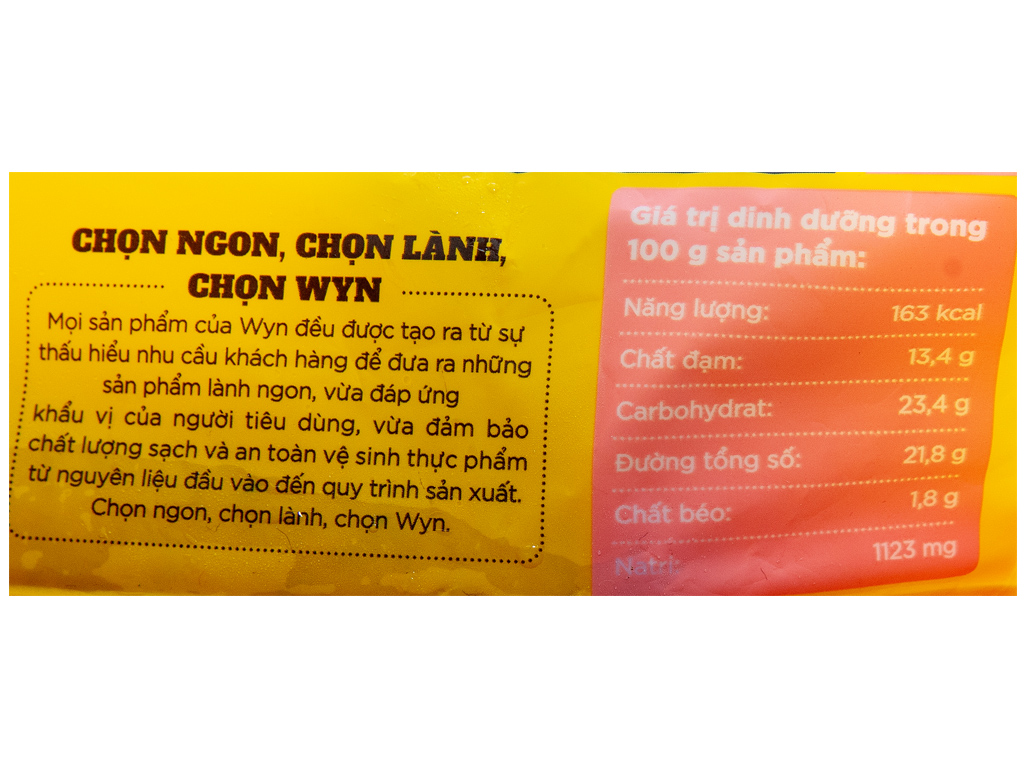 CHỌN NGON, CHỌN LÀNH,
CHỌN WYN
Mọi sản phẩm của Wyn đều được tạo ra từ sự
thấu hiểu nhu cầu khách hàng để đưa ra những
sản phẩm lành ngon, vừa đáp ứng
khẩu vị của người tiêu dùng, vừa đảm bảo
chất lượng sạch và an toàn vệ sinh thực phẩm
từ nguyên liệu đầu vào đến quy trình sản xuất.
Chọn ngon, chọn lành, chọn Wyn.
Giá trị dinh dưỡng trong
100 g sản phẩm:
Năng lượng: 163 kcal
Chất đạm: 13,4 g
Carbohydrat: 23,4 g
Đường tổng số: 21,8 g
Chất béo: 1,8 g
Natri: 1123 mg